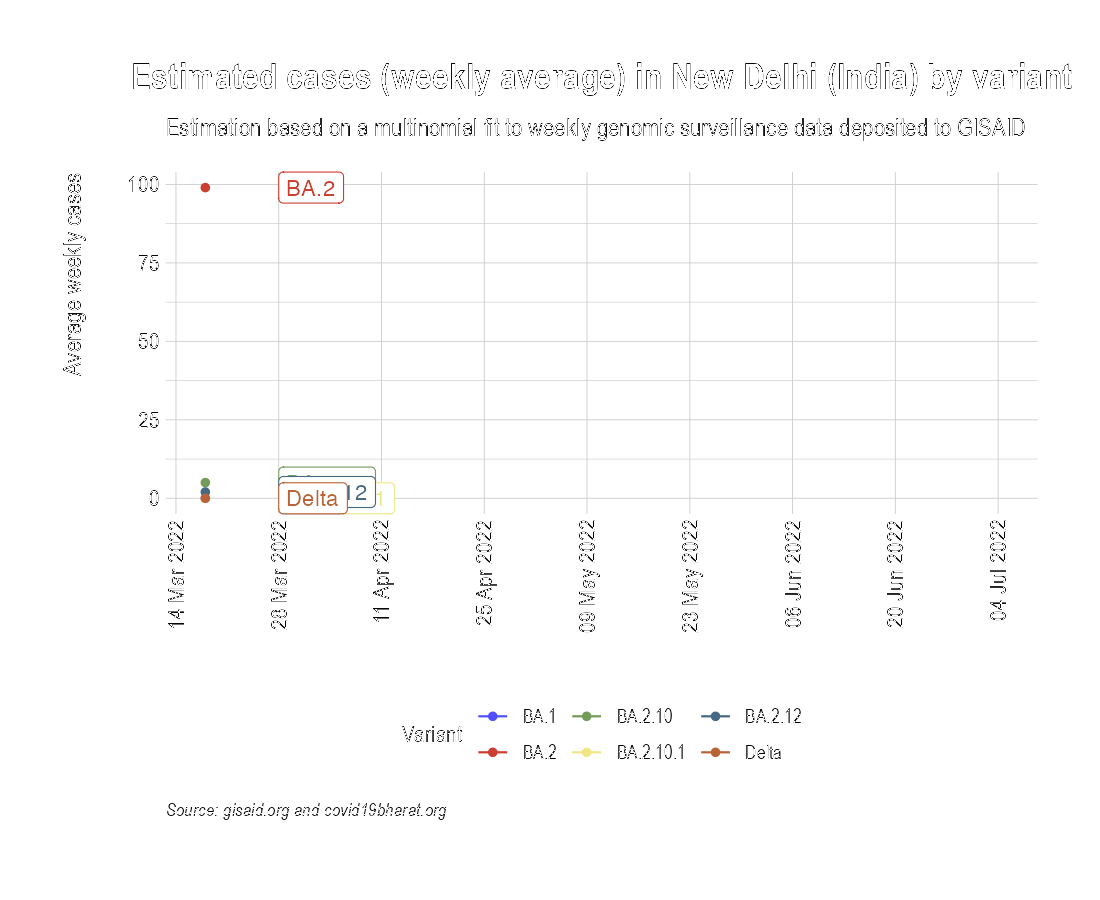 Estimated cases (weekly average) in New Delhi (India) by variant
Estimation based on a multinomial fit to weekly genomic surveillance data deposited to GISAID
Average weekly cases
100
75
50
25
0
BA.2
12
1
Delta
14 Mar 2022
28 Mar 2022
11 Apr 2022
25 Apr 2022
09 May 2022
23 May 2022
06 Jun 2022
20 Jun 2022
04 Jul 2022
Variant
BA.1
BA.2.10
BA.2.12
BA.2
BA.2.10.1
Delta
Source: gisaid.org and covid19bharat.org